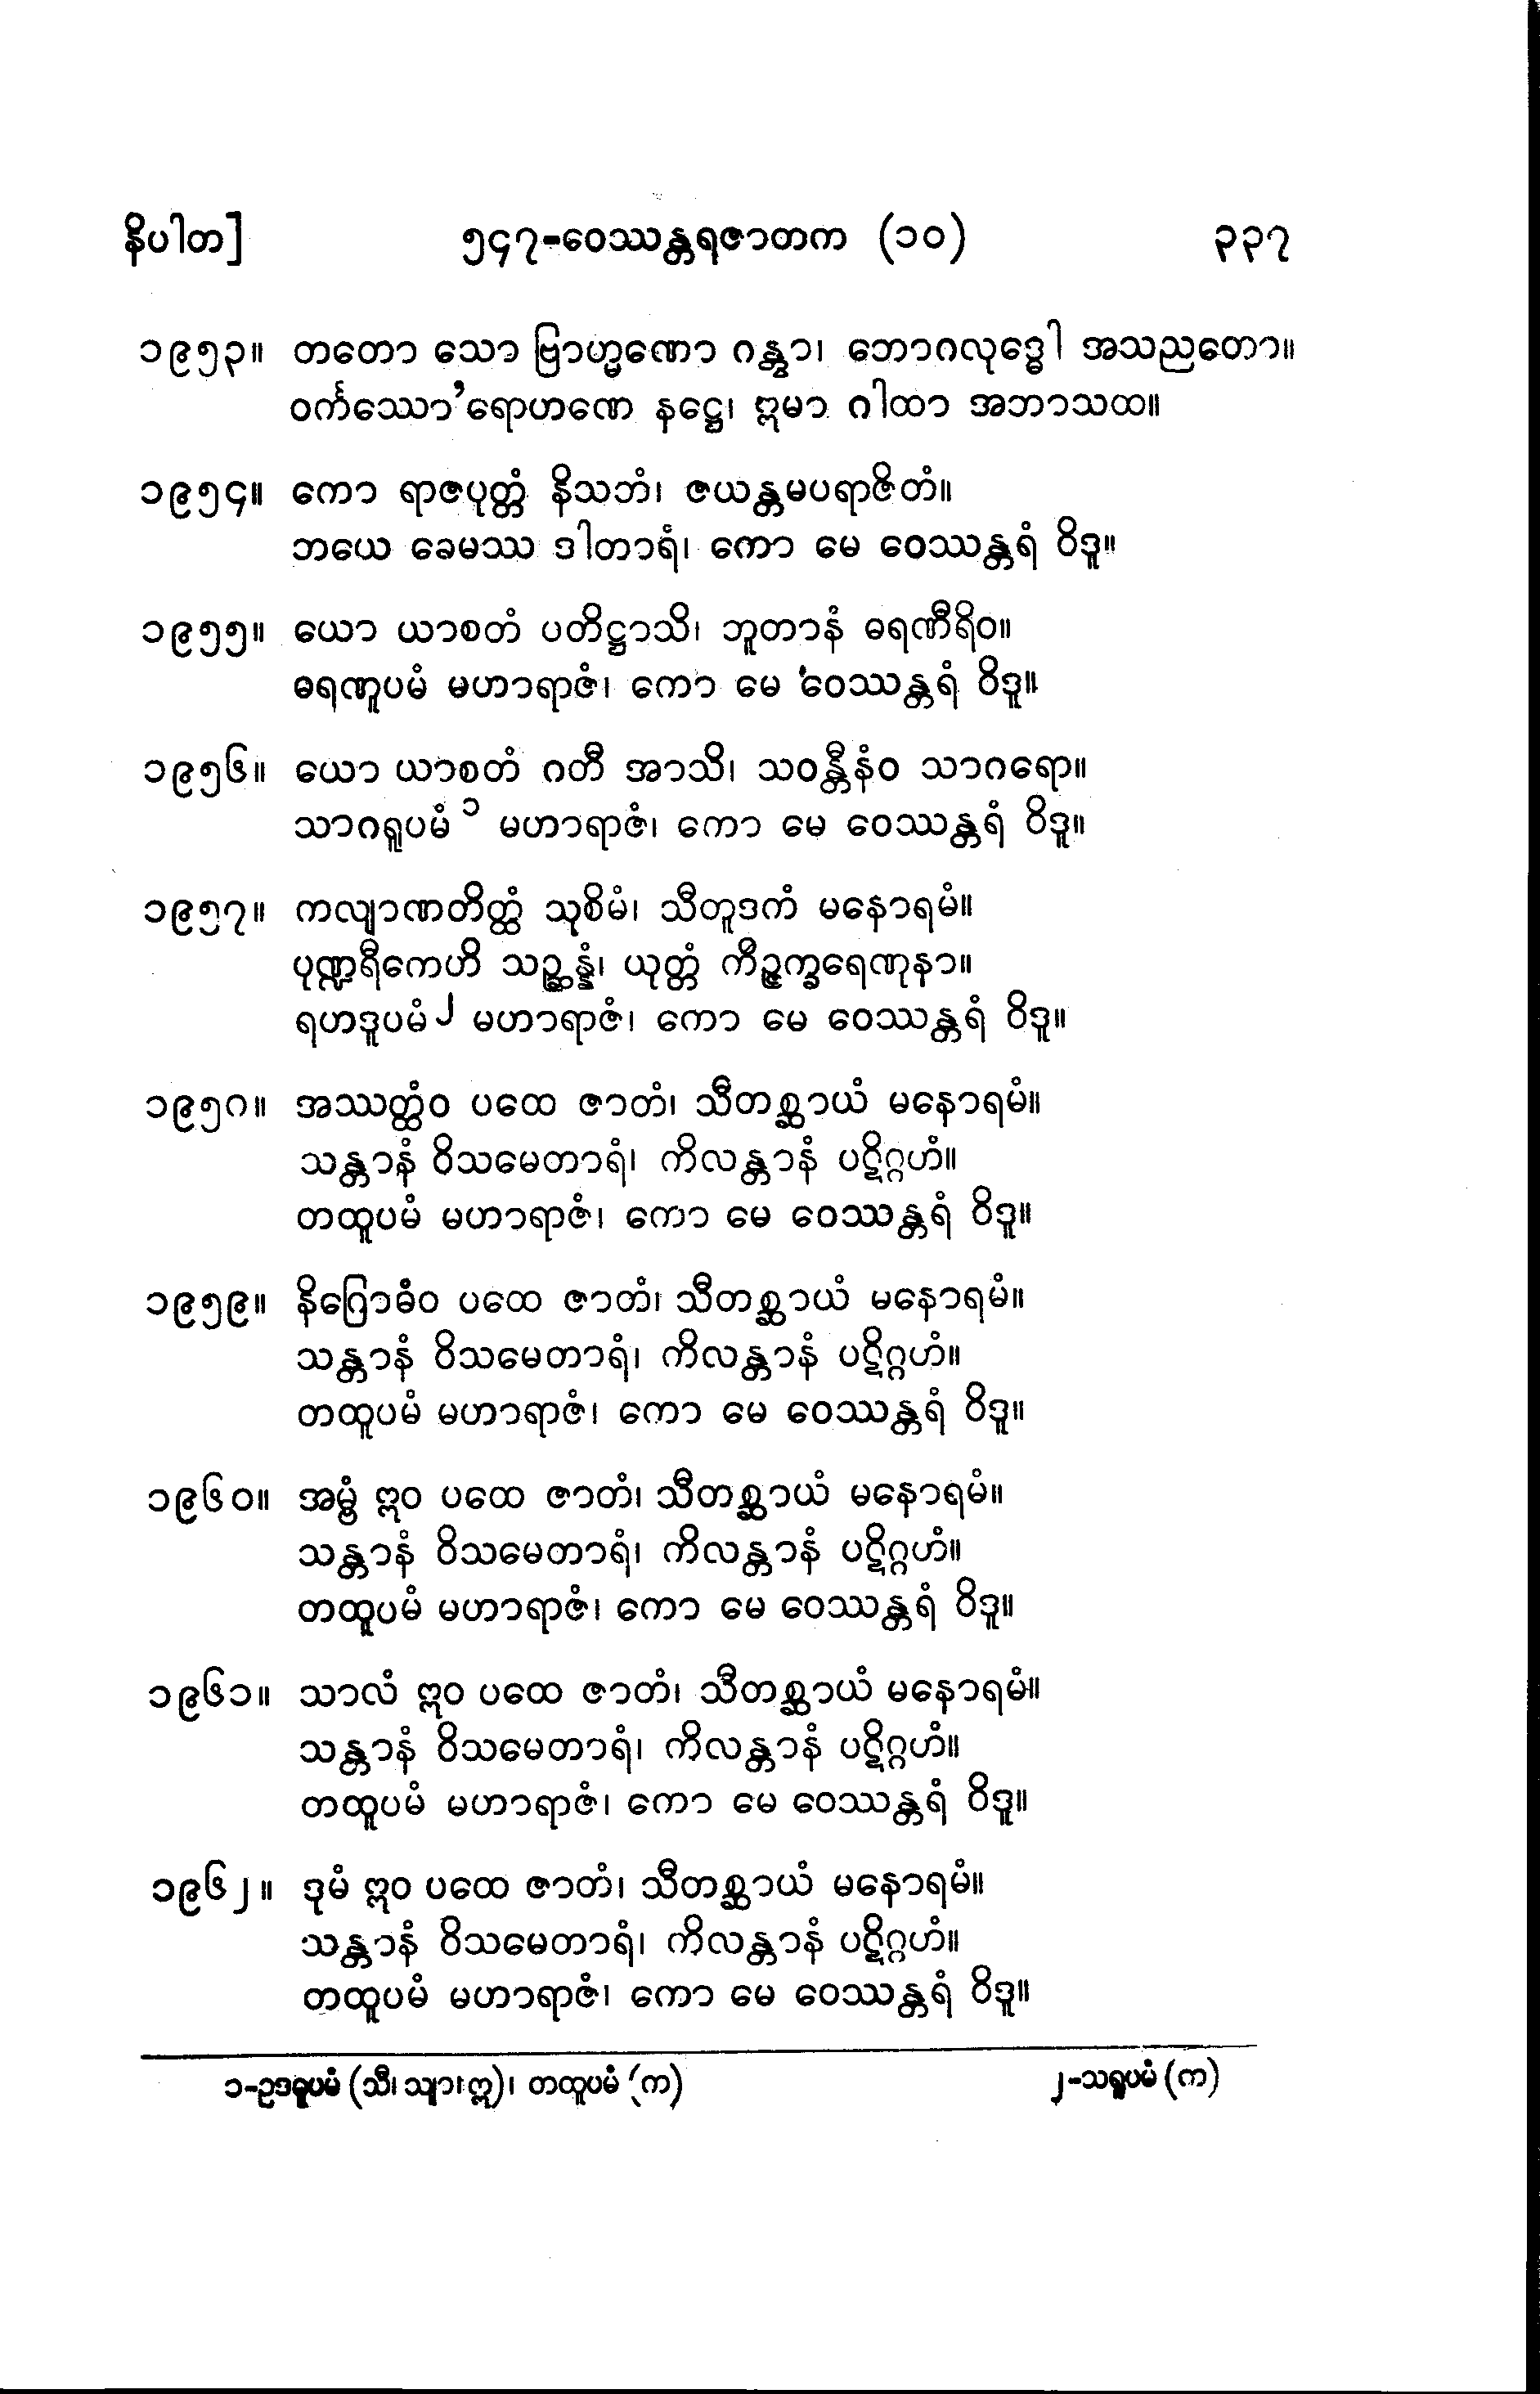 နိပါတ]	၅၄၇-ဝေဿန္တရဇာတက (၁၀)	၃၃၇
၁၉၅၃။ တတော သော ဗြာဟ္မဏော ဂန္တွာ၊ ဘောဂလုဒ္ဓေါ အသညတော။
ဝင်္ကဿော’ရောဟဏေ နဋ္ဌေ၊ ဣမာ ဂါထာ အဘာသထ။
၁၉၅၄။ ကော ရာဇပုတ္တံ နိသဘံ၊ ဇယန္တမပရာဇိတံ။
ဘယေ ခေမဿ ဒါတာရံ၊ ကော မေ ဝေဿန္တရံ ဝိဒူ။
၁၉၅၅။ ယော ယာစတံ ပတိဋ္ဌာသိ၊ ဘူတာနံ ဓရဏီရိဝ။
ဓရဏူပမံ မဟာရာဇံ၊ ကော မေ ဝေဿန္တရံ ဝိဒူ။
၁၉၅၆။ ယော ယာစတံ ဂတီ အာသိ၊ သဝန္တီနံဝ သာဂရော။
သာဂရူပမံ ၁ မဟာရာဇံ၊ ကော မေ ဝေဿန္တရံ ဝိဒူ။
၁၉၅၇။ ကလျာဏတိတ္ထံ သုစိမံ၊ သီတူဒကံ မနောရမံ။
ပုဏ္ဍရီကေဟိ သဉ္ဆန္နံ၊ ယုတ္တံ ကိဉ္ဇက္ခရေဏုနာ။
ရဟဒူပမံ ၂ မဟာရာဇံ၊ ကော မေ ဝေဿန္တရံ ဝိဒူ။
၁၉၅၈။ အဿတ္ထံဝ ပထေ ဇာတံ၊ သီတစ္ဆာယံ မနောရမံ။
သန္တာနံ ဝိသမေတာရံ၊ ကိလန္တာနံ ပဋိဂ္ဂဟံ။
တထူပမံ မဟာရာဇံ၊ ကော မေ ဝေဿန္တရံ ဝိဒူ။
၁၉၅၉။ နိဂြောဓံဝ ပထေ ဇာတံ၊ သီတစ္ဆာယံ မနောရမံ။
သန္တာနံ ဝိသမေတာရံ၊ ကိလန္တာနံ ပဋိဂ္ဂဟံ။
တထူပမံ မဟာရာဇံ၊ ကော မေ ဝေဿန္တရံ ဝိဒူ။
၁၉၆၀။ အမ္ဗံ ဣဝ ပထေ ဇာတံ၊ သီတစ္ဆာယံ မနောရမံ။
သန္တာနံ ဝိသမေတာရံ၊ ကိလန္တာနံ ပဋိဂ္ဂဟံ။
တထူပမံ မဟာရာဇံ၊ ကော မေ ဝေဿန္တရံ ဝိဒူ။
၁၉၆၁။ သာလံ ဣဝ ပထေ ဇာတံ၊ သီတစ္ဆာယံ မနောရမံ။
သန္တာနံ ဝိသမေတာရံ၊ ကိလန္တာနံ ပဋိဂ္ဂဟံ။
တထူပမံ မဟာရာဇံ၊ ကော မေ ဝေဿန္တရံ ဝိဒူ။
၁၉၆၂။ ဒုမံ ဣဝ ပထေ ဇာတံ၊ သီတစ္ဆာယံ မနောရမံ။
သန္တာနံ ဝိသမေတာရံ၊ ကိလန္တာနံ ပဋိဂ္ဂဟံ။
တထူပမံ မဟာရာဇံ၊ ကော မေ ဝေဿန္တရံ ဝိဒူ။
၁-ဥဒဓူပမံ (သီ၊ သျာ၊ ဣ)၊ တထူပမံ (က)	၂-သရူပမံ (က)